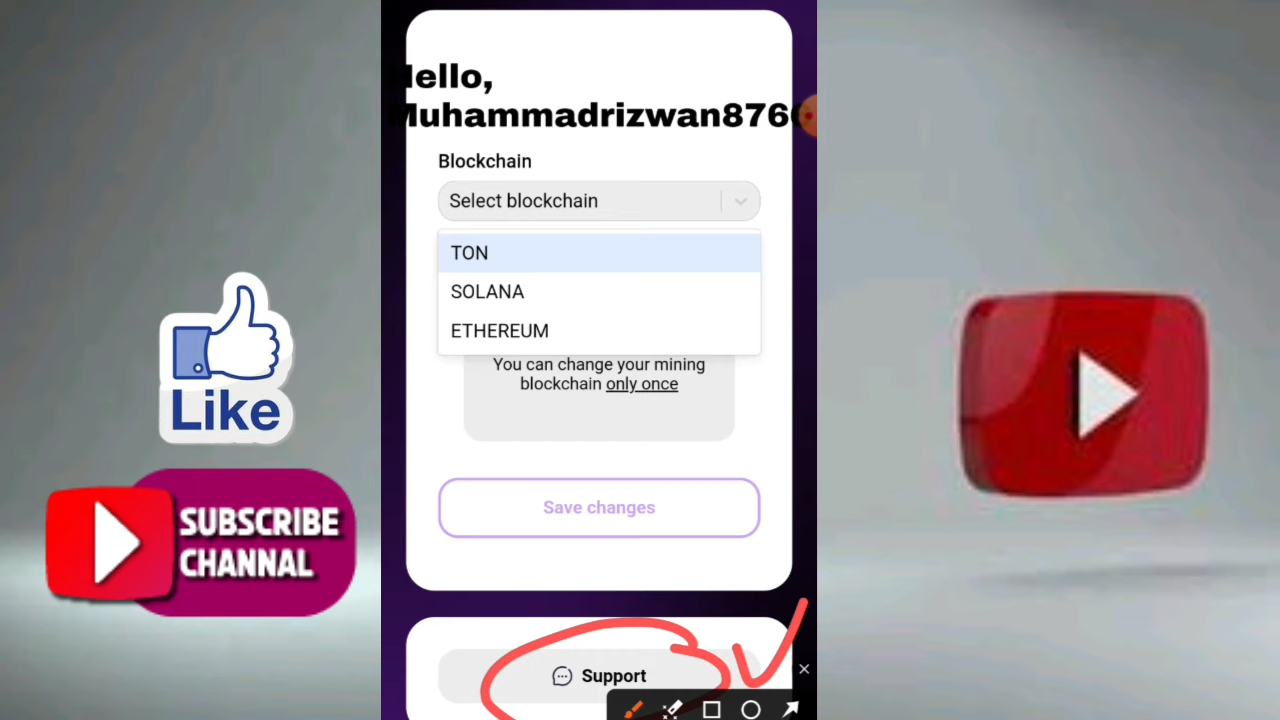 Hello,
Muhammadrizwan876
Blockchain
Select blockchain
TON
SOLANA
ETHEREUM
You can change your mining
blockchain only once
Save changes
Support
Like
SUBSCRIBE
CHANNAL